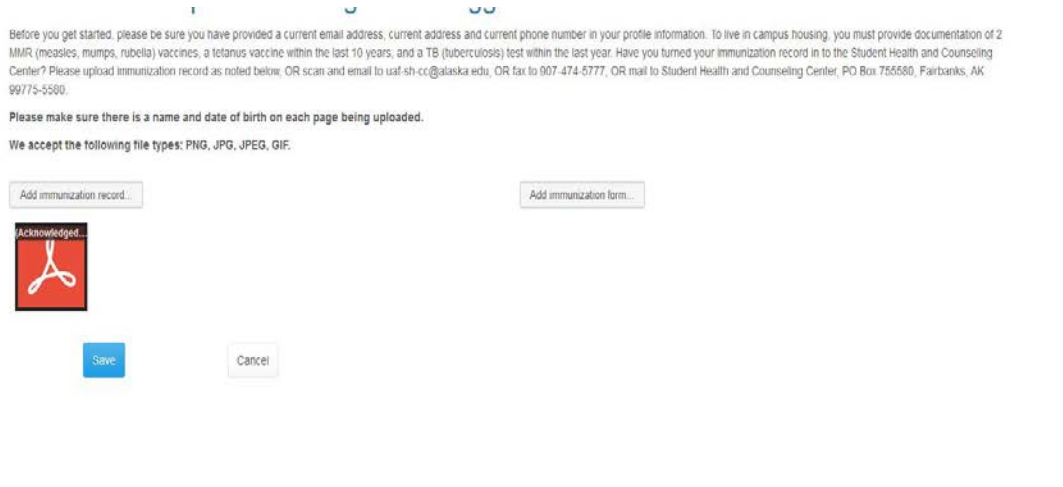 Before you get started, please be sure you have provided a current email address, current address and current phone number in your profile information. To live in campus housing, you must provide documentation of 2
MMR (measles, mumps, rubella) vaccines, a tetanus vaccine within the last 10 years, and a TB (tuberculosis) test within the last year. Have you turned your immunization record in to the Student Health and Counseling
Center? Please upload immunization record as noted below, OR scan and email to uaf-sh-cc@alaska.edu, OR fax to 907-474-5777, OR mail to Student Health and Counseling Center, PO Box 755580, Fairbanks, AK
99775-5580.
Please make sure there is a name and date of birth on each page being uploaded.
We accept the following file types: PNG, JPG, JPEG, GIF.
Add immunization record... Add immunization form...
(Acknowledged...
Save Cancel